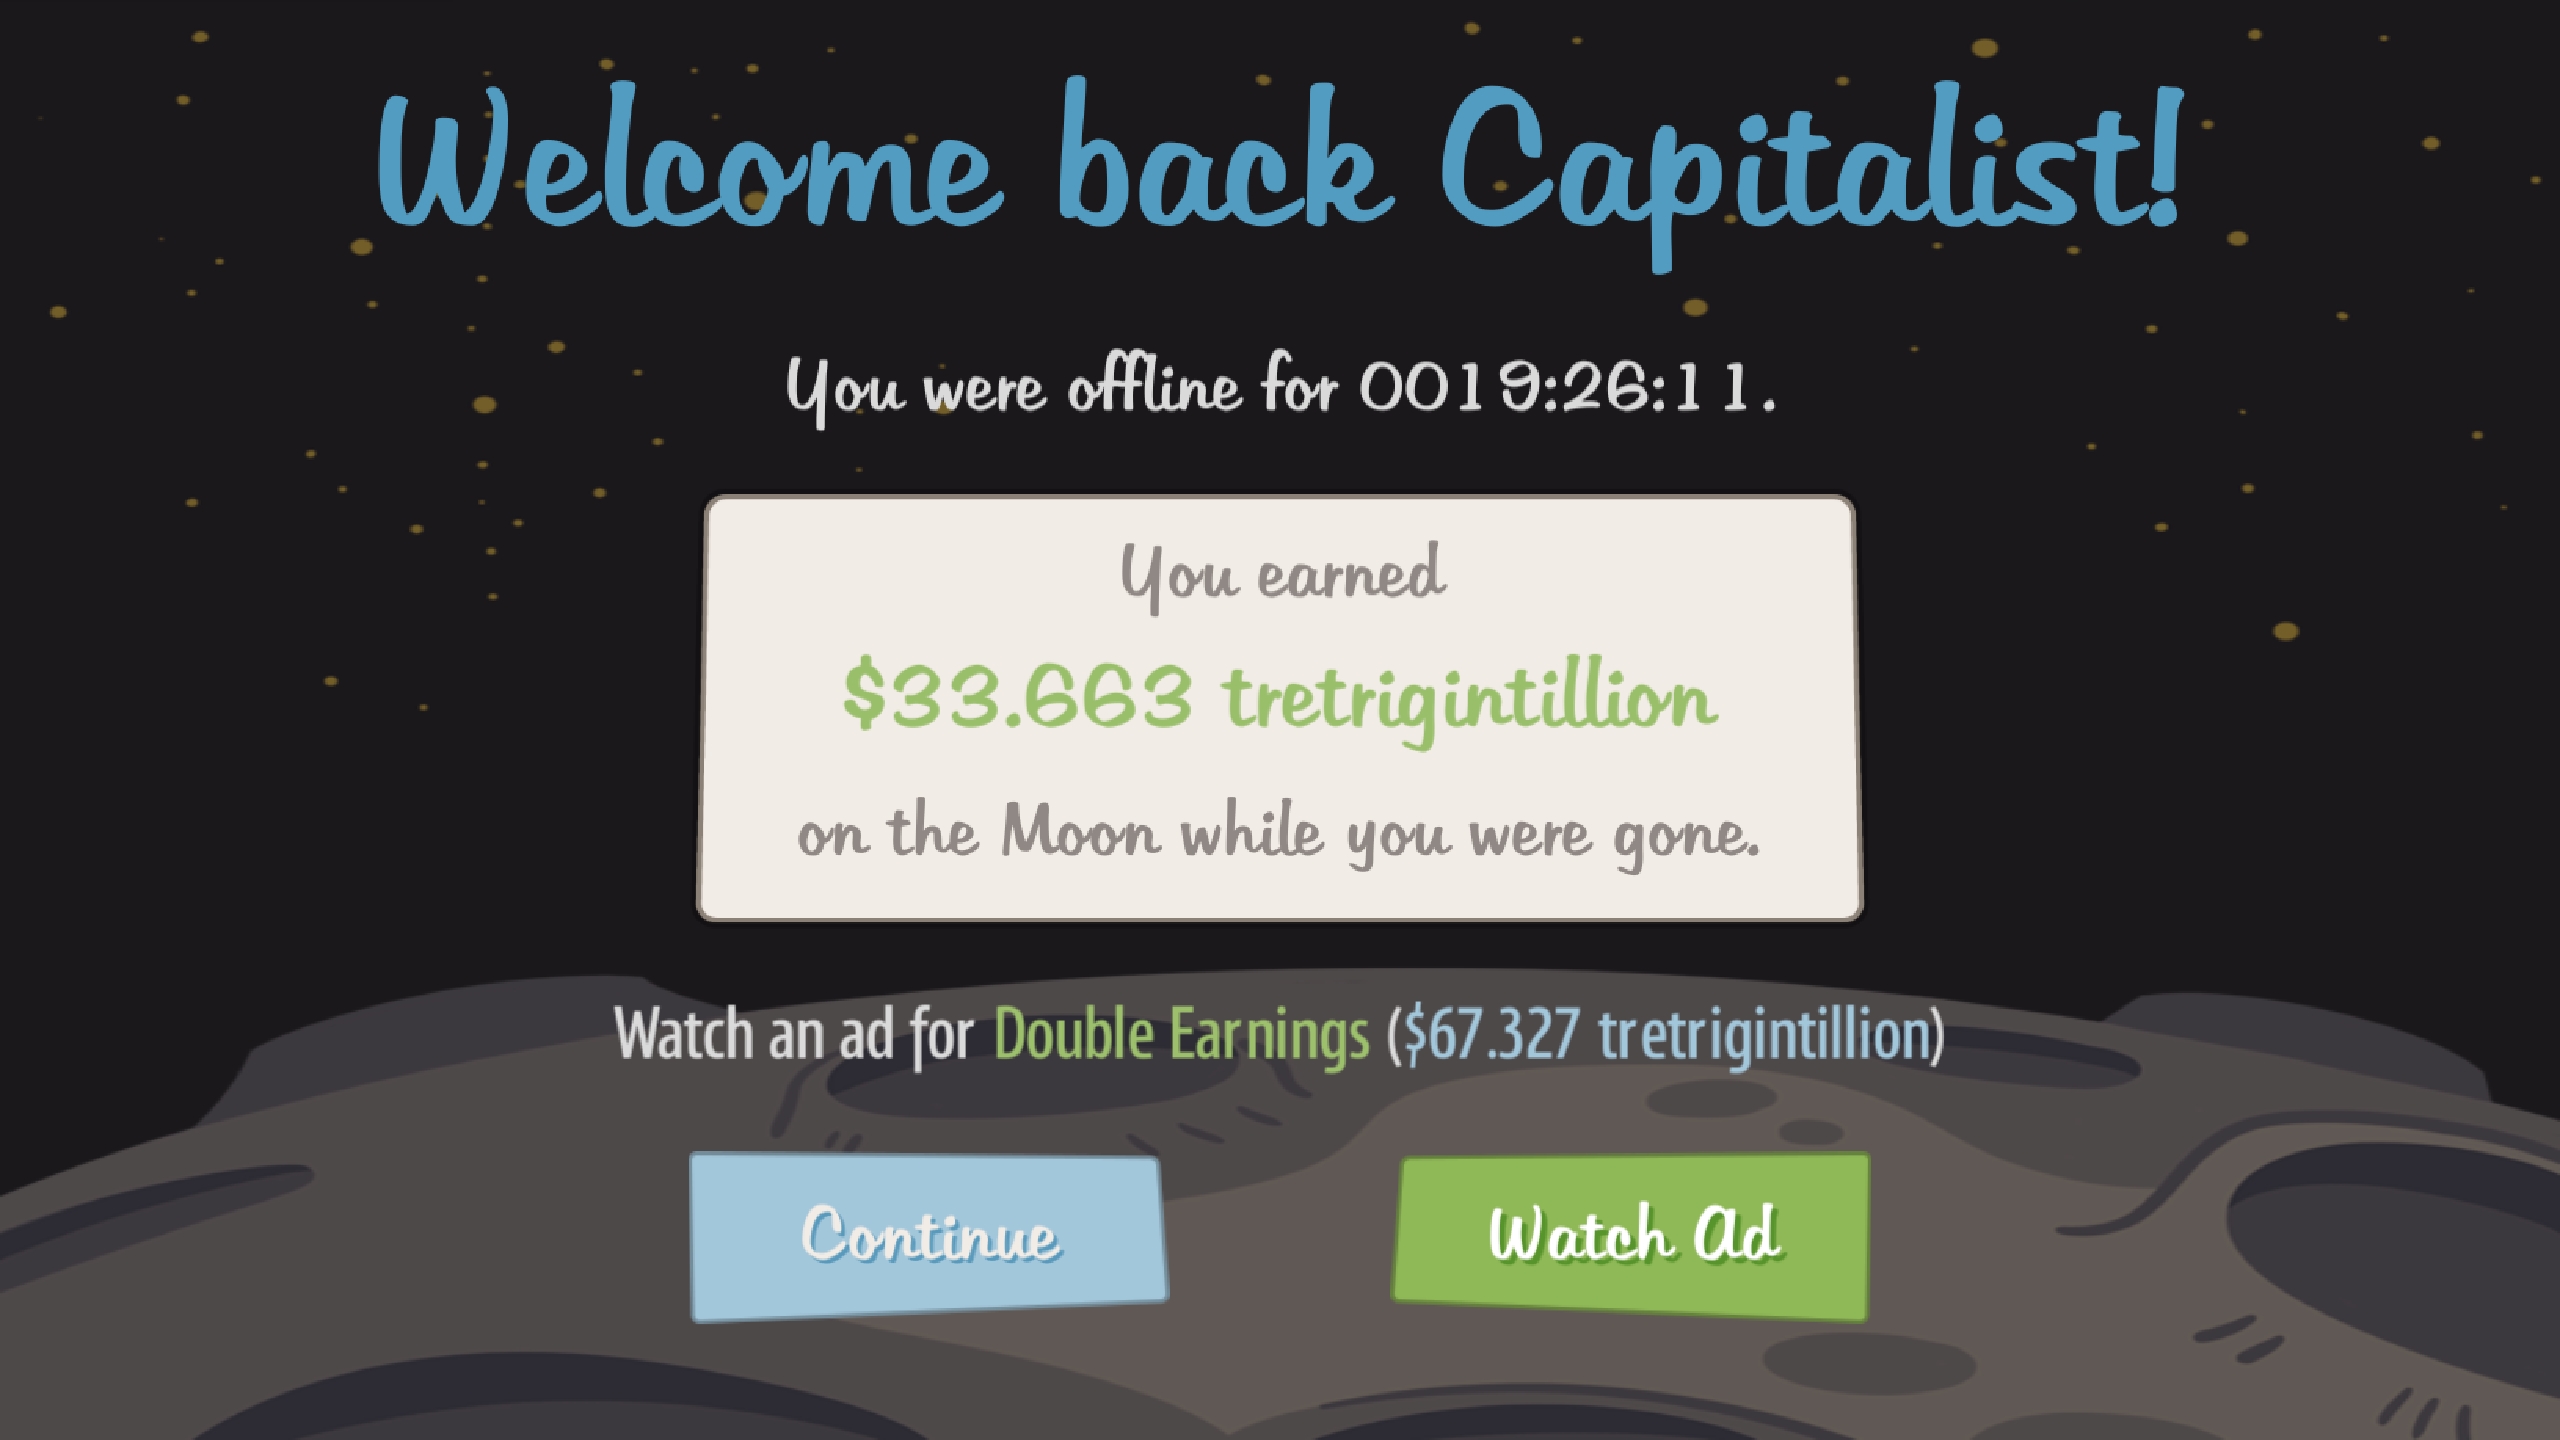 Welcome back Capitalist!
You were offline for 0019:26:11.
You earned
$33.663 tretrigintillion
on the Moon while you were gone.
Watch an ad for Double Earnings ($67.327 tretrigintillion)
Continue
Watch Ad